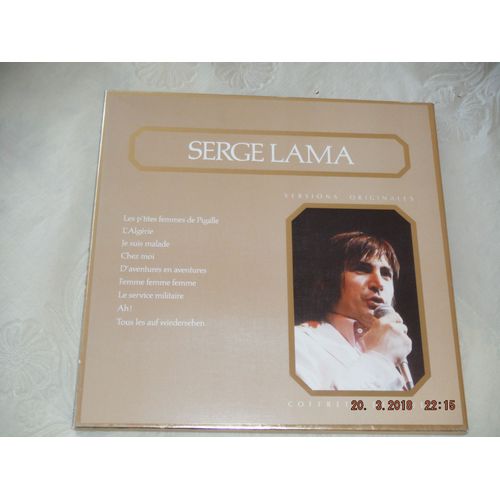 SERGE LAMA
VERSIONS ORIGINALES
Les p'tites femmes de Pigalle
L'Algérie
Je suis malade
Chez moi
D'aventures en aventures
Femme femme femme
Le service militaire
Ah!
Tous les auf wiedersehen
COFFRET
20. 3.2018 22:15